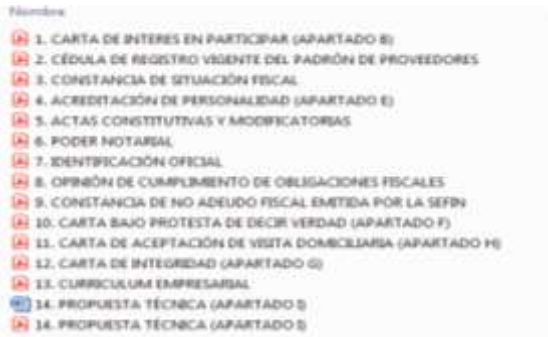 Nombre
1. CARTA DE INTERES EN PARTICIPAR (APARTADO B)
2. CÉDULA DE REGISTRO VIGENTE DEL PADRÓN DE PROVEEDORES
3. CONSTANCIA DE SITUACIÓN FISCAL
4. ACREDITACIÓN DE PERSONALIDAD (APARTADO E)
5. ACTAS CONSTITUTIVAS Y MODIFICATORIAS
6. PODER NOTARIAL
7. IDENTIFICACIÓN OFICIAL
8. OPINIÓN DE CUMPLIMIENTO DE OBLIGACIONES FISCALES
9. CONSTANCIA DE NO ADEUDO FISCAL EMITIDA POR LA SEFIN
10. CARTA BAJO PROTESTA DE DECIR VERDAD (APARTADO F)
11. CARTA DE ACEPTACIÓN DE VISITA DOMICILIARIA (APARTADO H)
12. CARTA DE INTEGRIDAD (APARTADO G)
13. CURRICULUM EMPRESARIAL
14. PROPUESTA TÉCNICA (APARTADO I)
14. PROPUESTA TÉCNICA (APARTADO I)